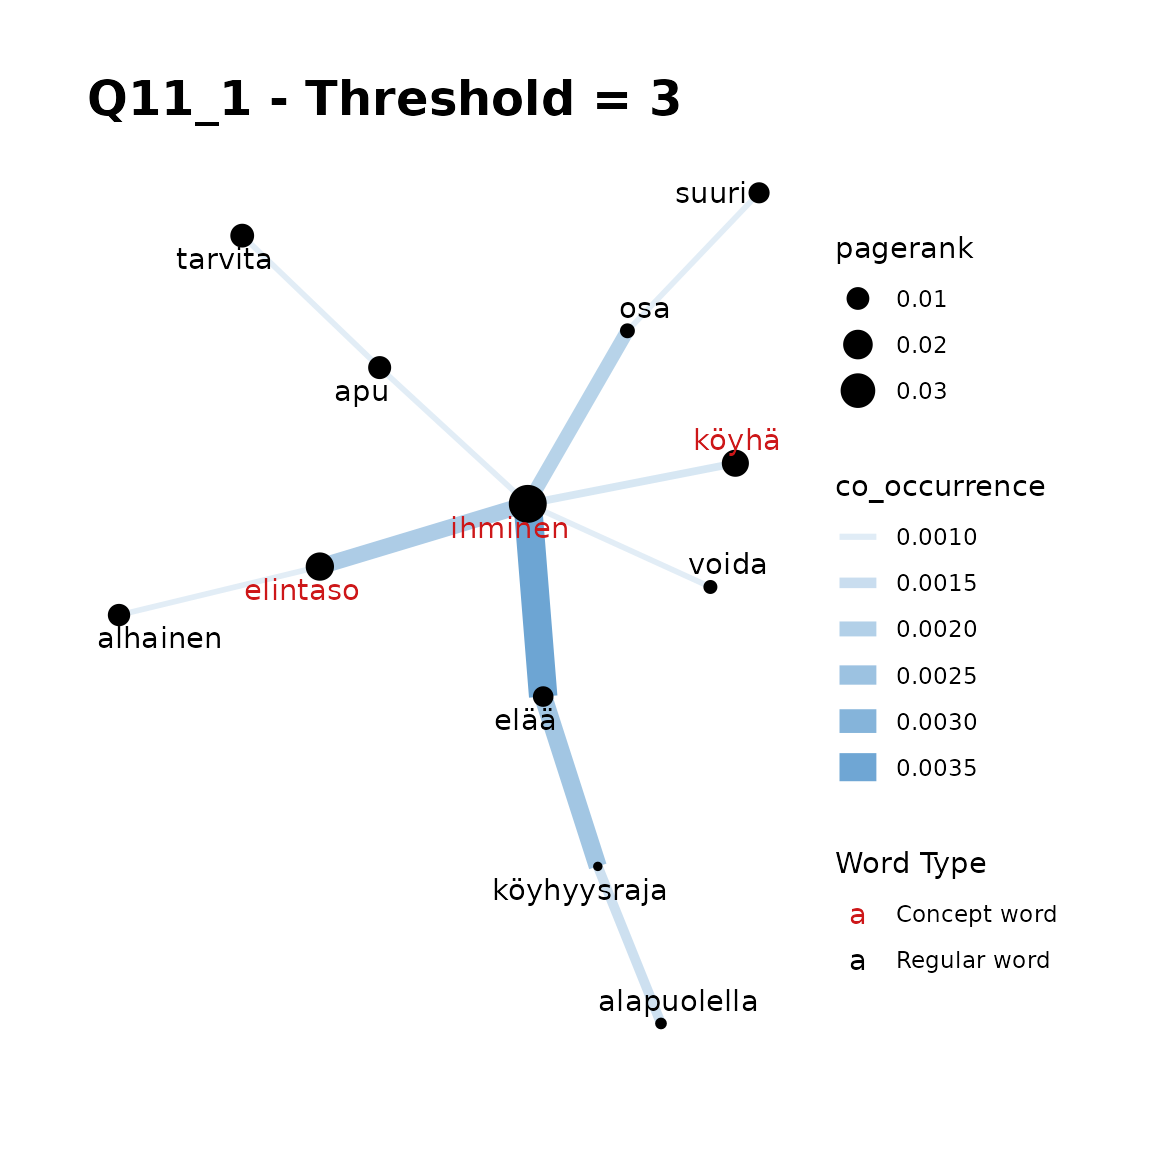 Q11_1 - Threshold = 3
suuri
tarvita
osa
apu
köyhä
ihminen
voida
elintaso
alhainen
elää
köyhyysraja
alapuolella
pagerank
0.01
0.02
0.03
co_occurrence
0.0010
0.0015
0.0020
0.0025
0.0030
0.0035
Word Type
a Concept word
a Regular word